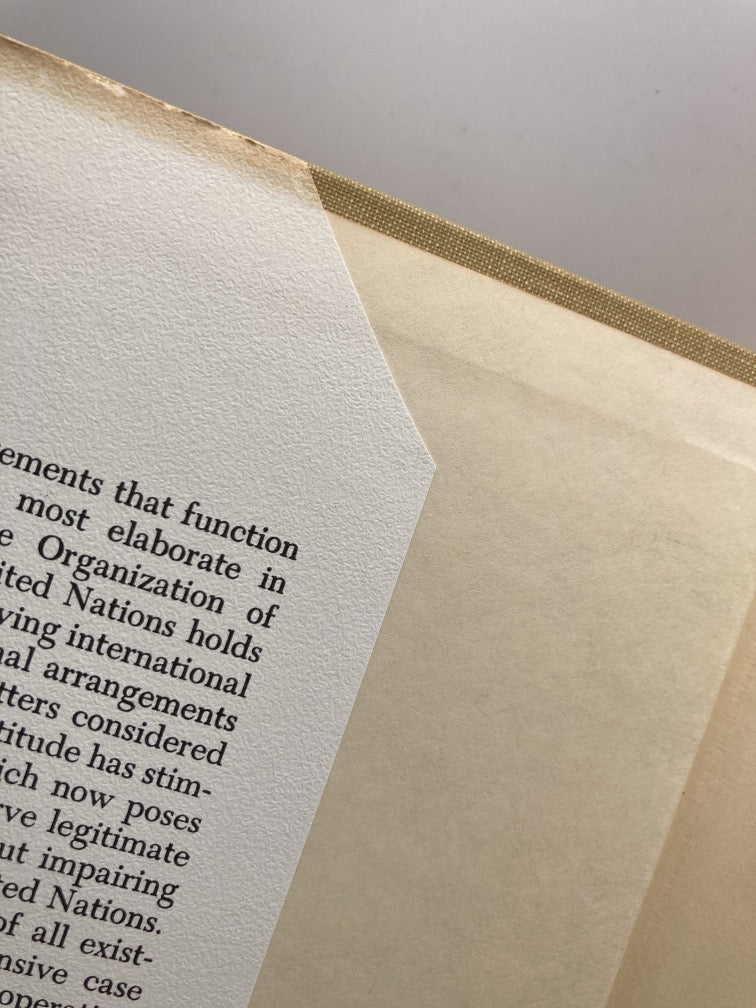 ements that function
most elaborate in
e Organization of
ited Nations holds
ving international
nal arrangements
tters considered
titude has stim-
ich now poses
rve legitimate
ut impairing
ted Nations.
of all exist-
nsive case